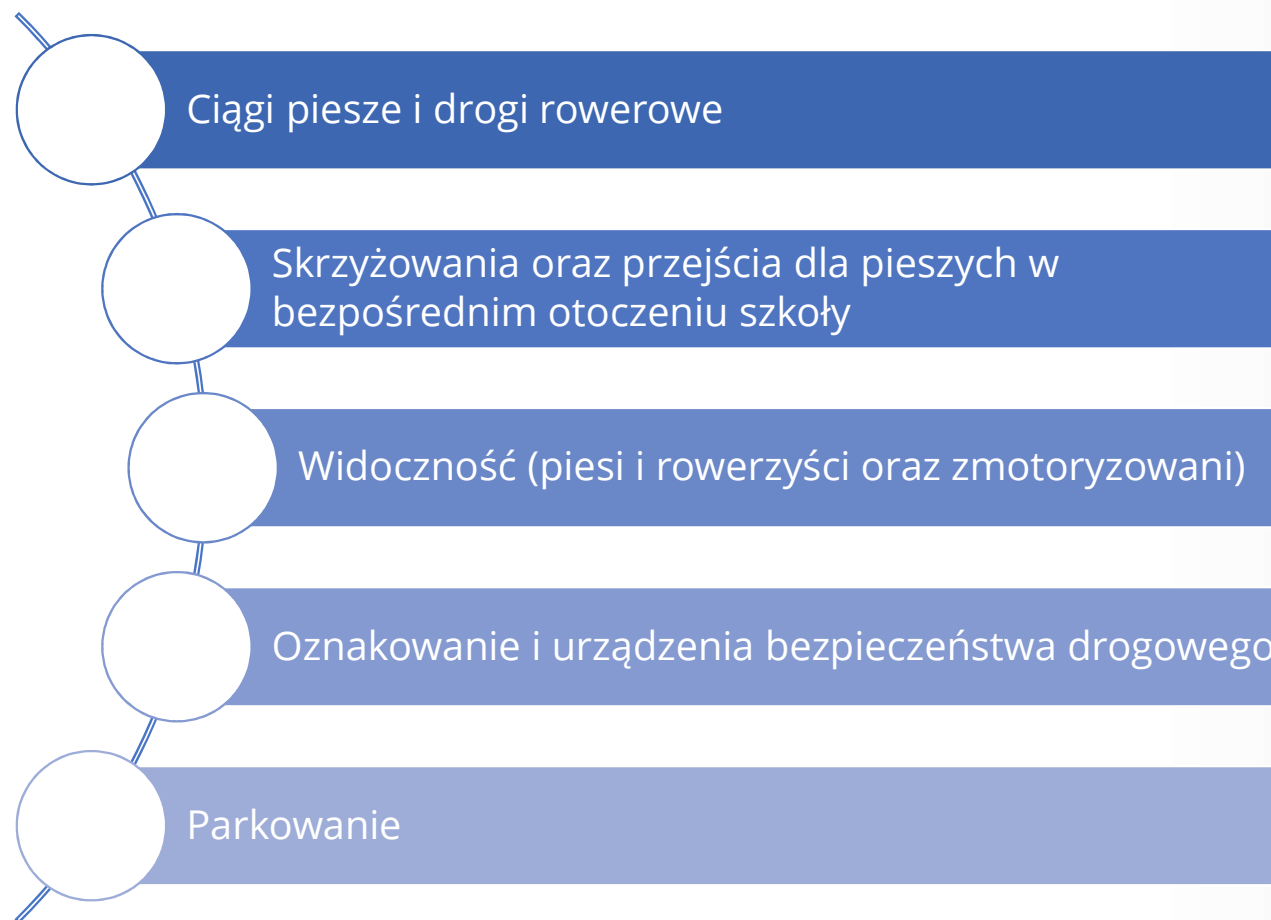 Ciągi piesze i drogi rowerowe
Skrzyżowania oraz przejścia dla pieszych w
bezpośrednim otoczeniu szkoły
Widoczność (piesi i rowerzyści oraz zmotoryzowani)
Oznakowanie i urządzenia bezpieczeństwa drogowego
Parkowanie